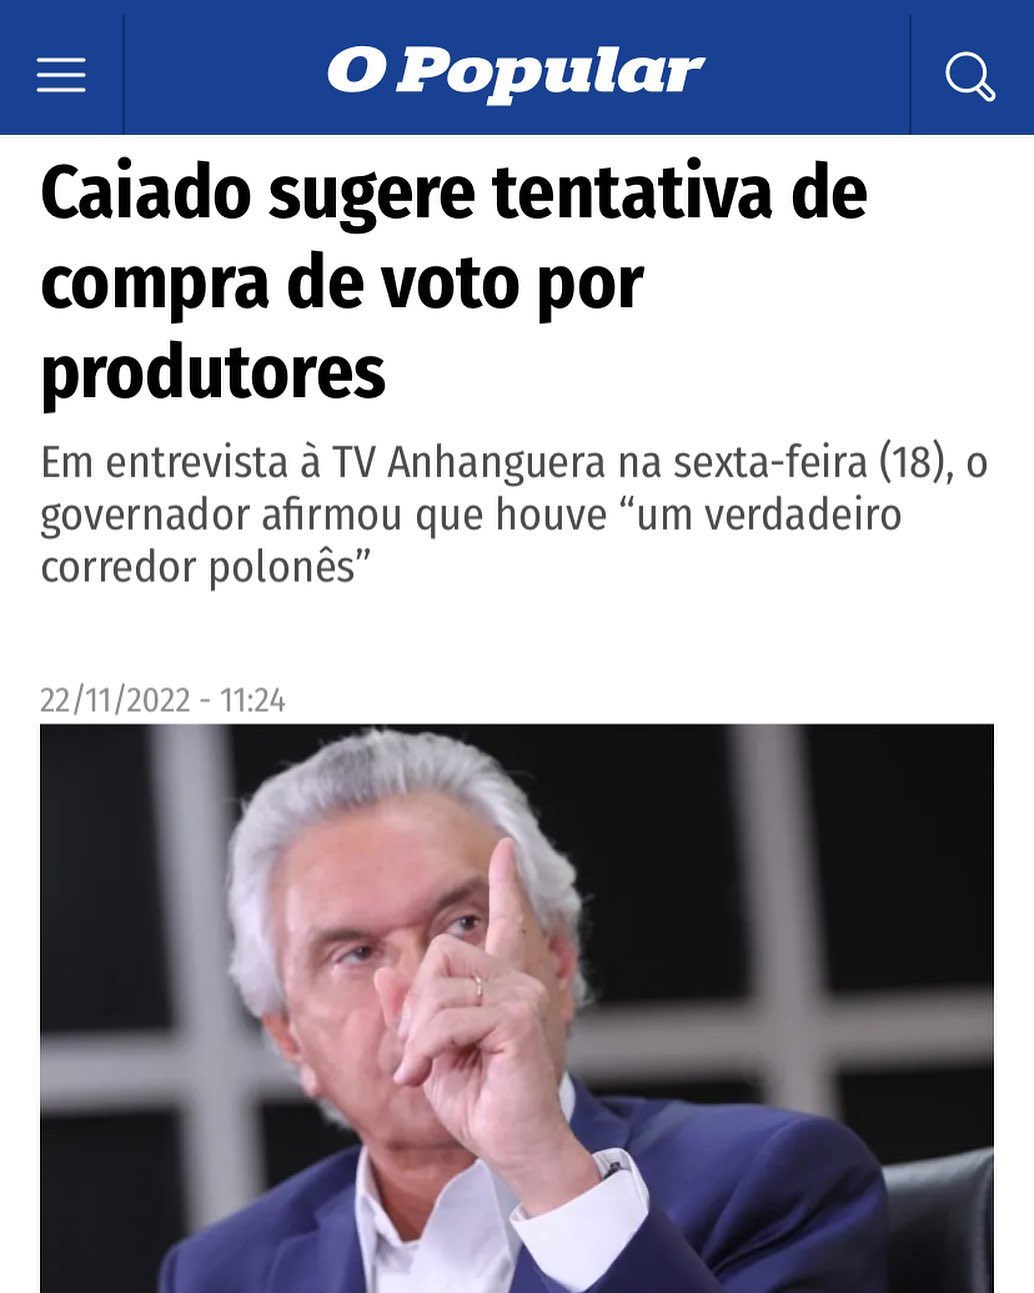 O Popular
Caiado sugere tentativa de
compra de voto por
produtores
Em entrevista à TV Anhanguera na sexta-feira (18), o
governador afirmou que houve “um verdadeiro
corredor polonês”
22/11/2022 - 11:24